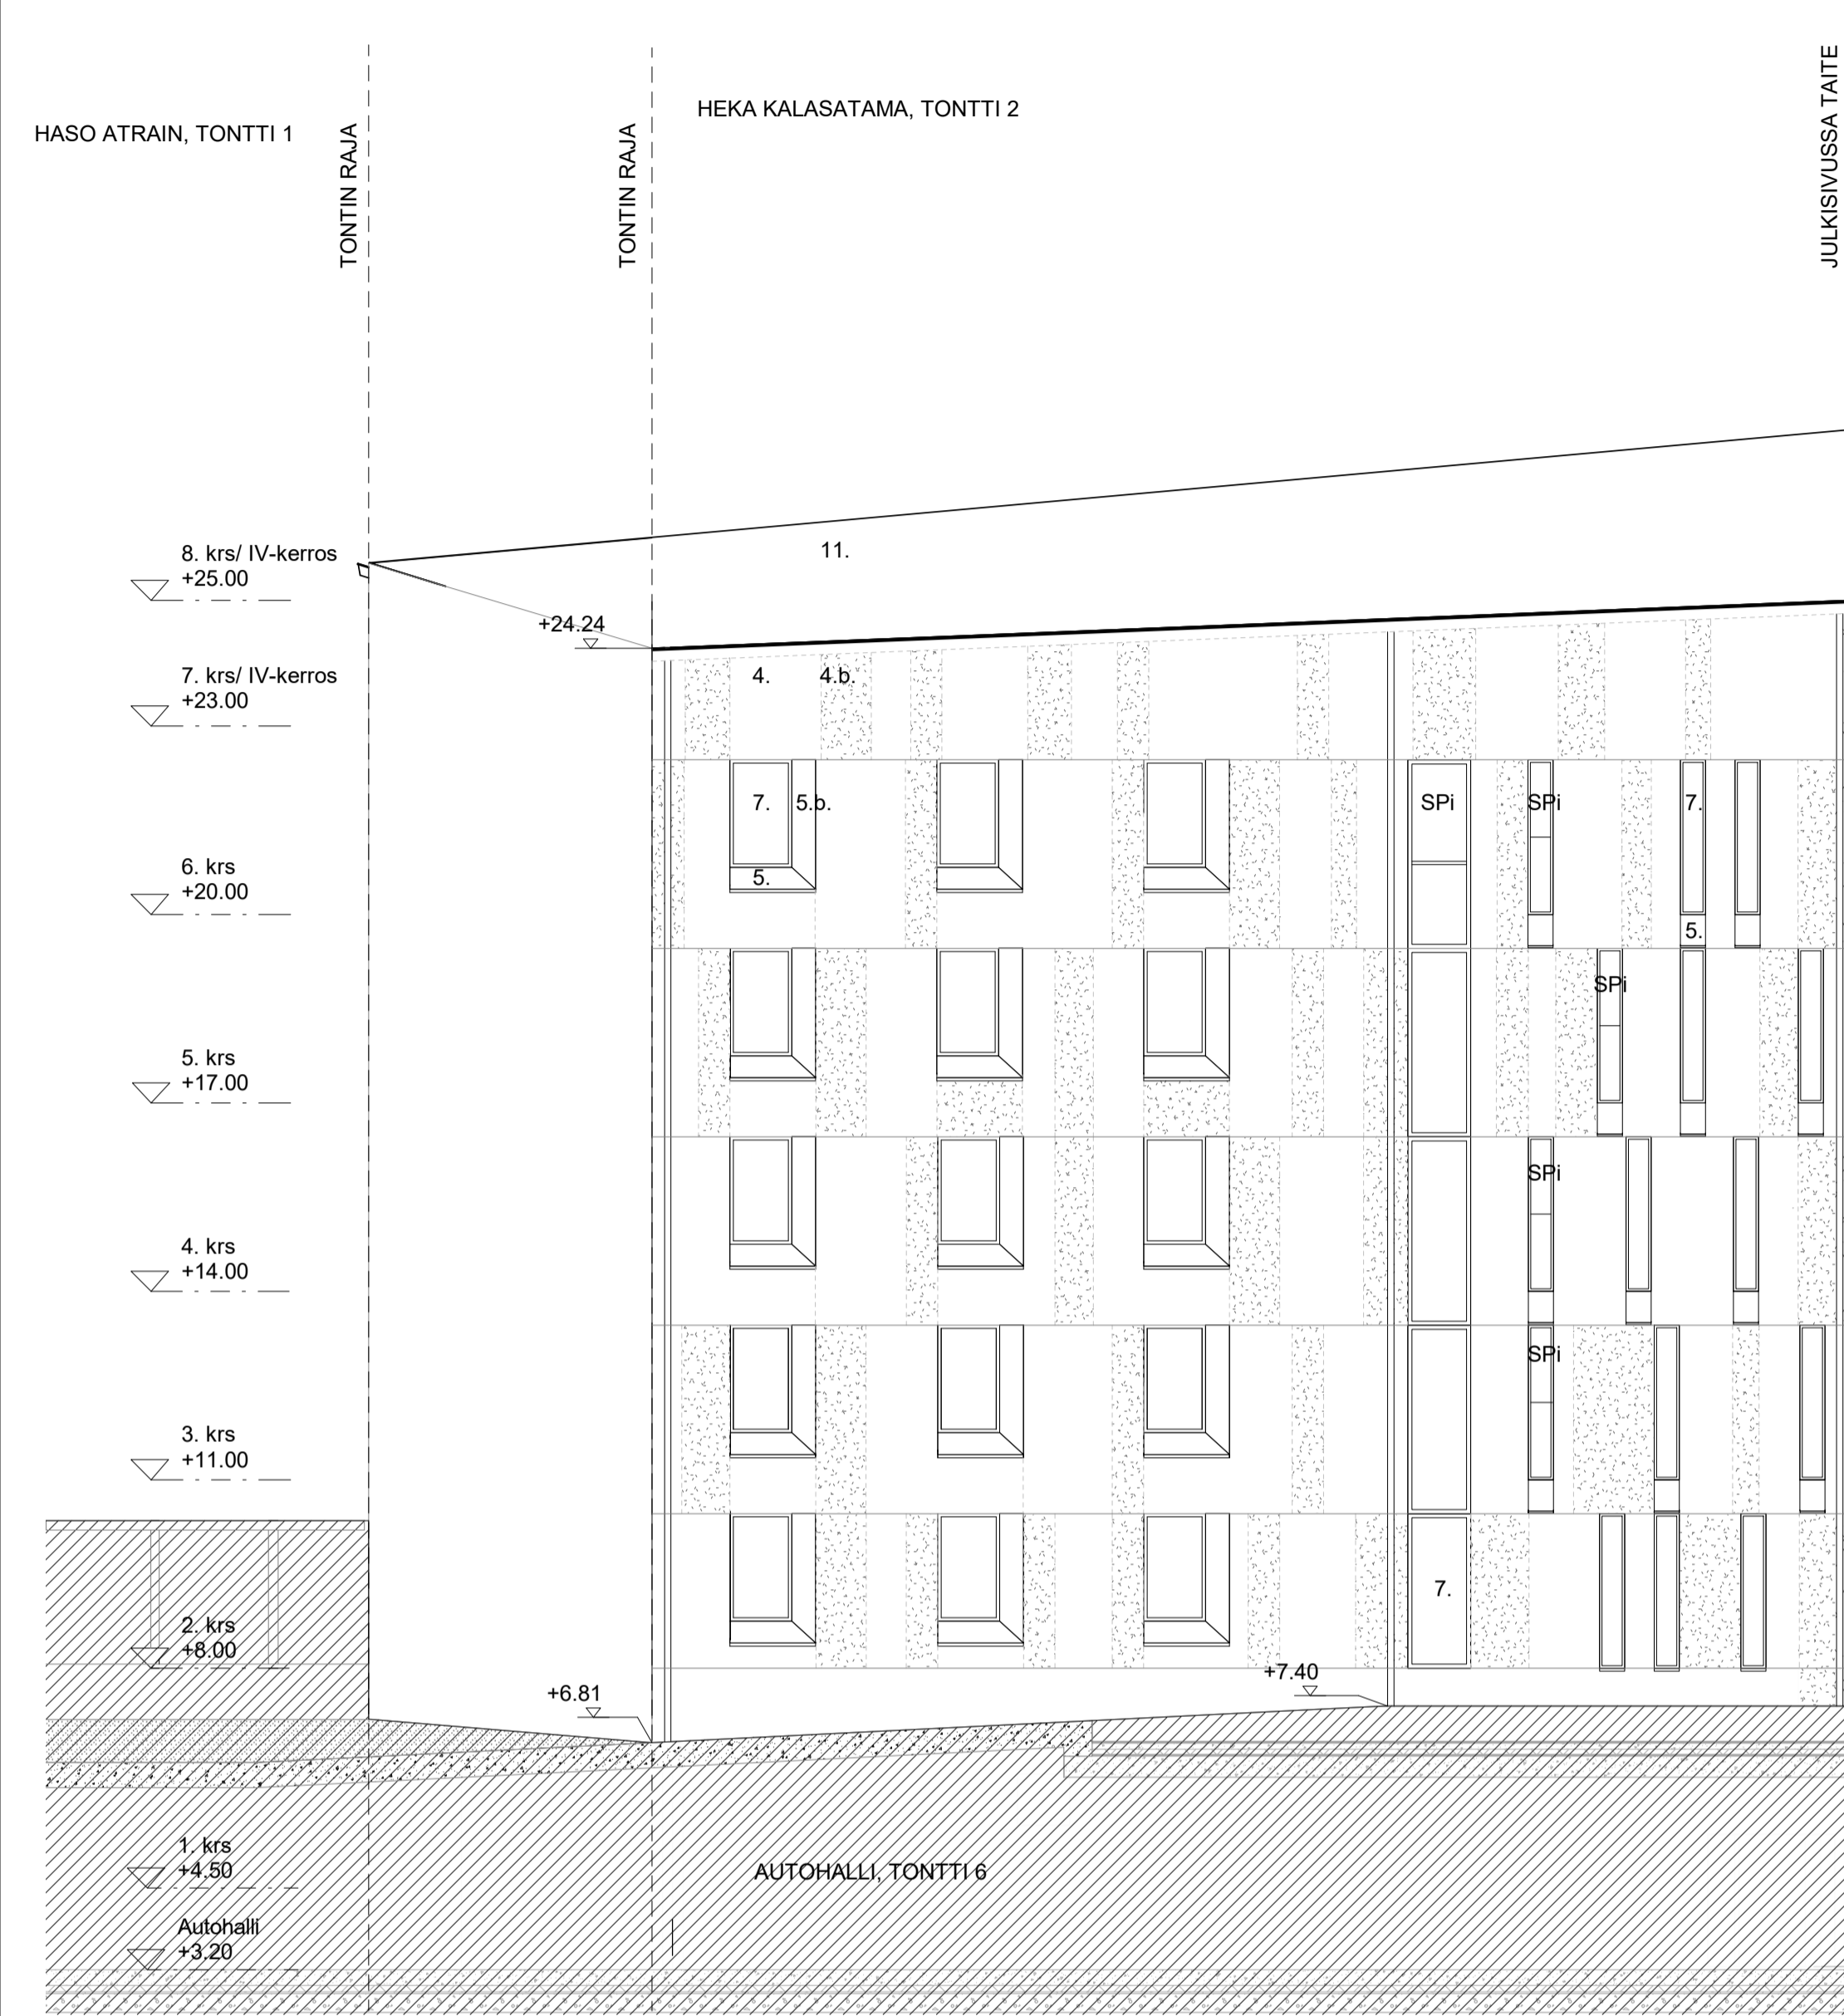 HEKA KALASATAMA, TONTTI 2
HASO ATRAIN, TONTTI 1
TONTIN RAJA
TONTIN RAJA
JULKISIVUSSA TAITE
8. krs/ IV-kerros
+25.00
11.
+24.24
7. krs/ IV-kerros
+23.00
4.
4.b.
7.
5.b.
SPi
SPi
7.
6. krs
+20.00
5.
5.
SPi
5. krs
+17.00
SPi
4. krs
+14.00
SPi
3. krs
+11.00
7.
2. krs
+8.00
+6.81
+7.40
1. krs
+4.50
AUTOHALLI, TONTTI 6
Autohalli
+3.20